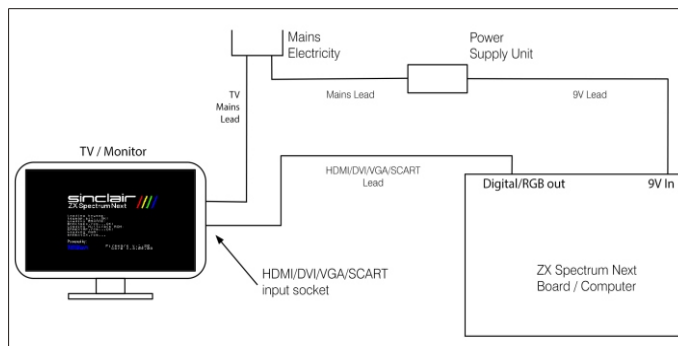 Mains
Electricity
Power
Supply Unit
TV
Mains
Lead
Mains Lead
9V Lead
TV / Monitor
HDMI/DVI/VGA/SCART
Lead
Digital/RGB out
9V In
sinclair
ZX Spectrum Next
HDMI/DVI/VGA/SCART
input socket
ZX Spectrum Next
Board / Computer